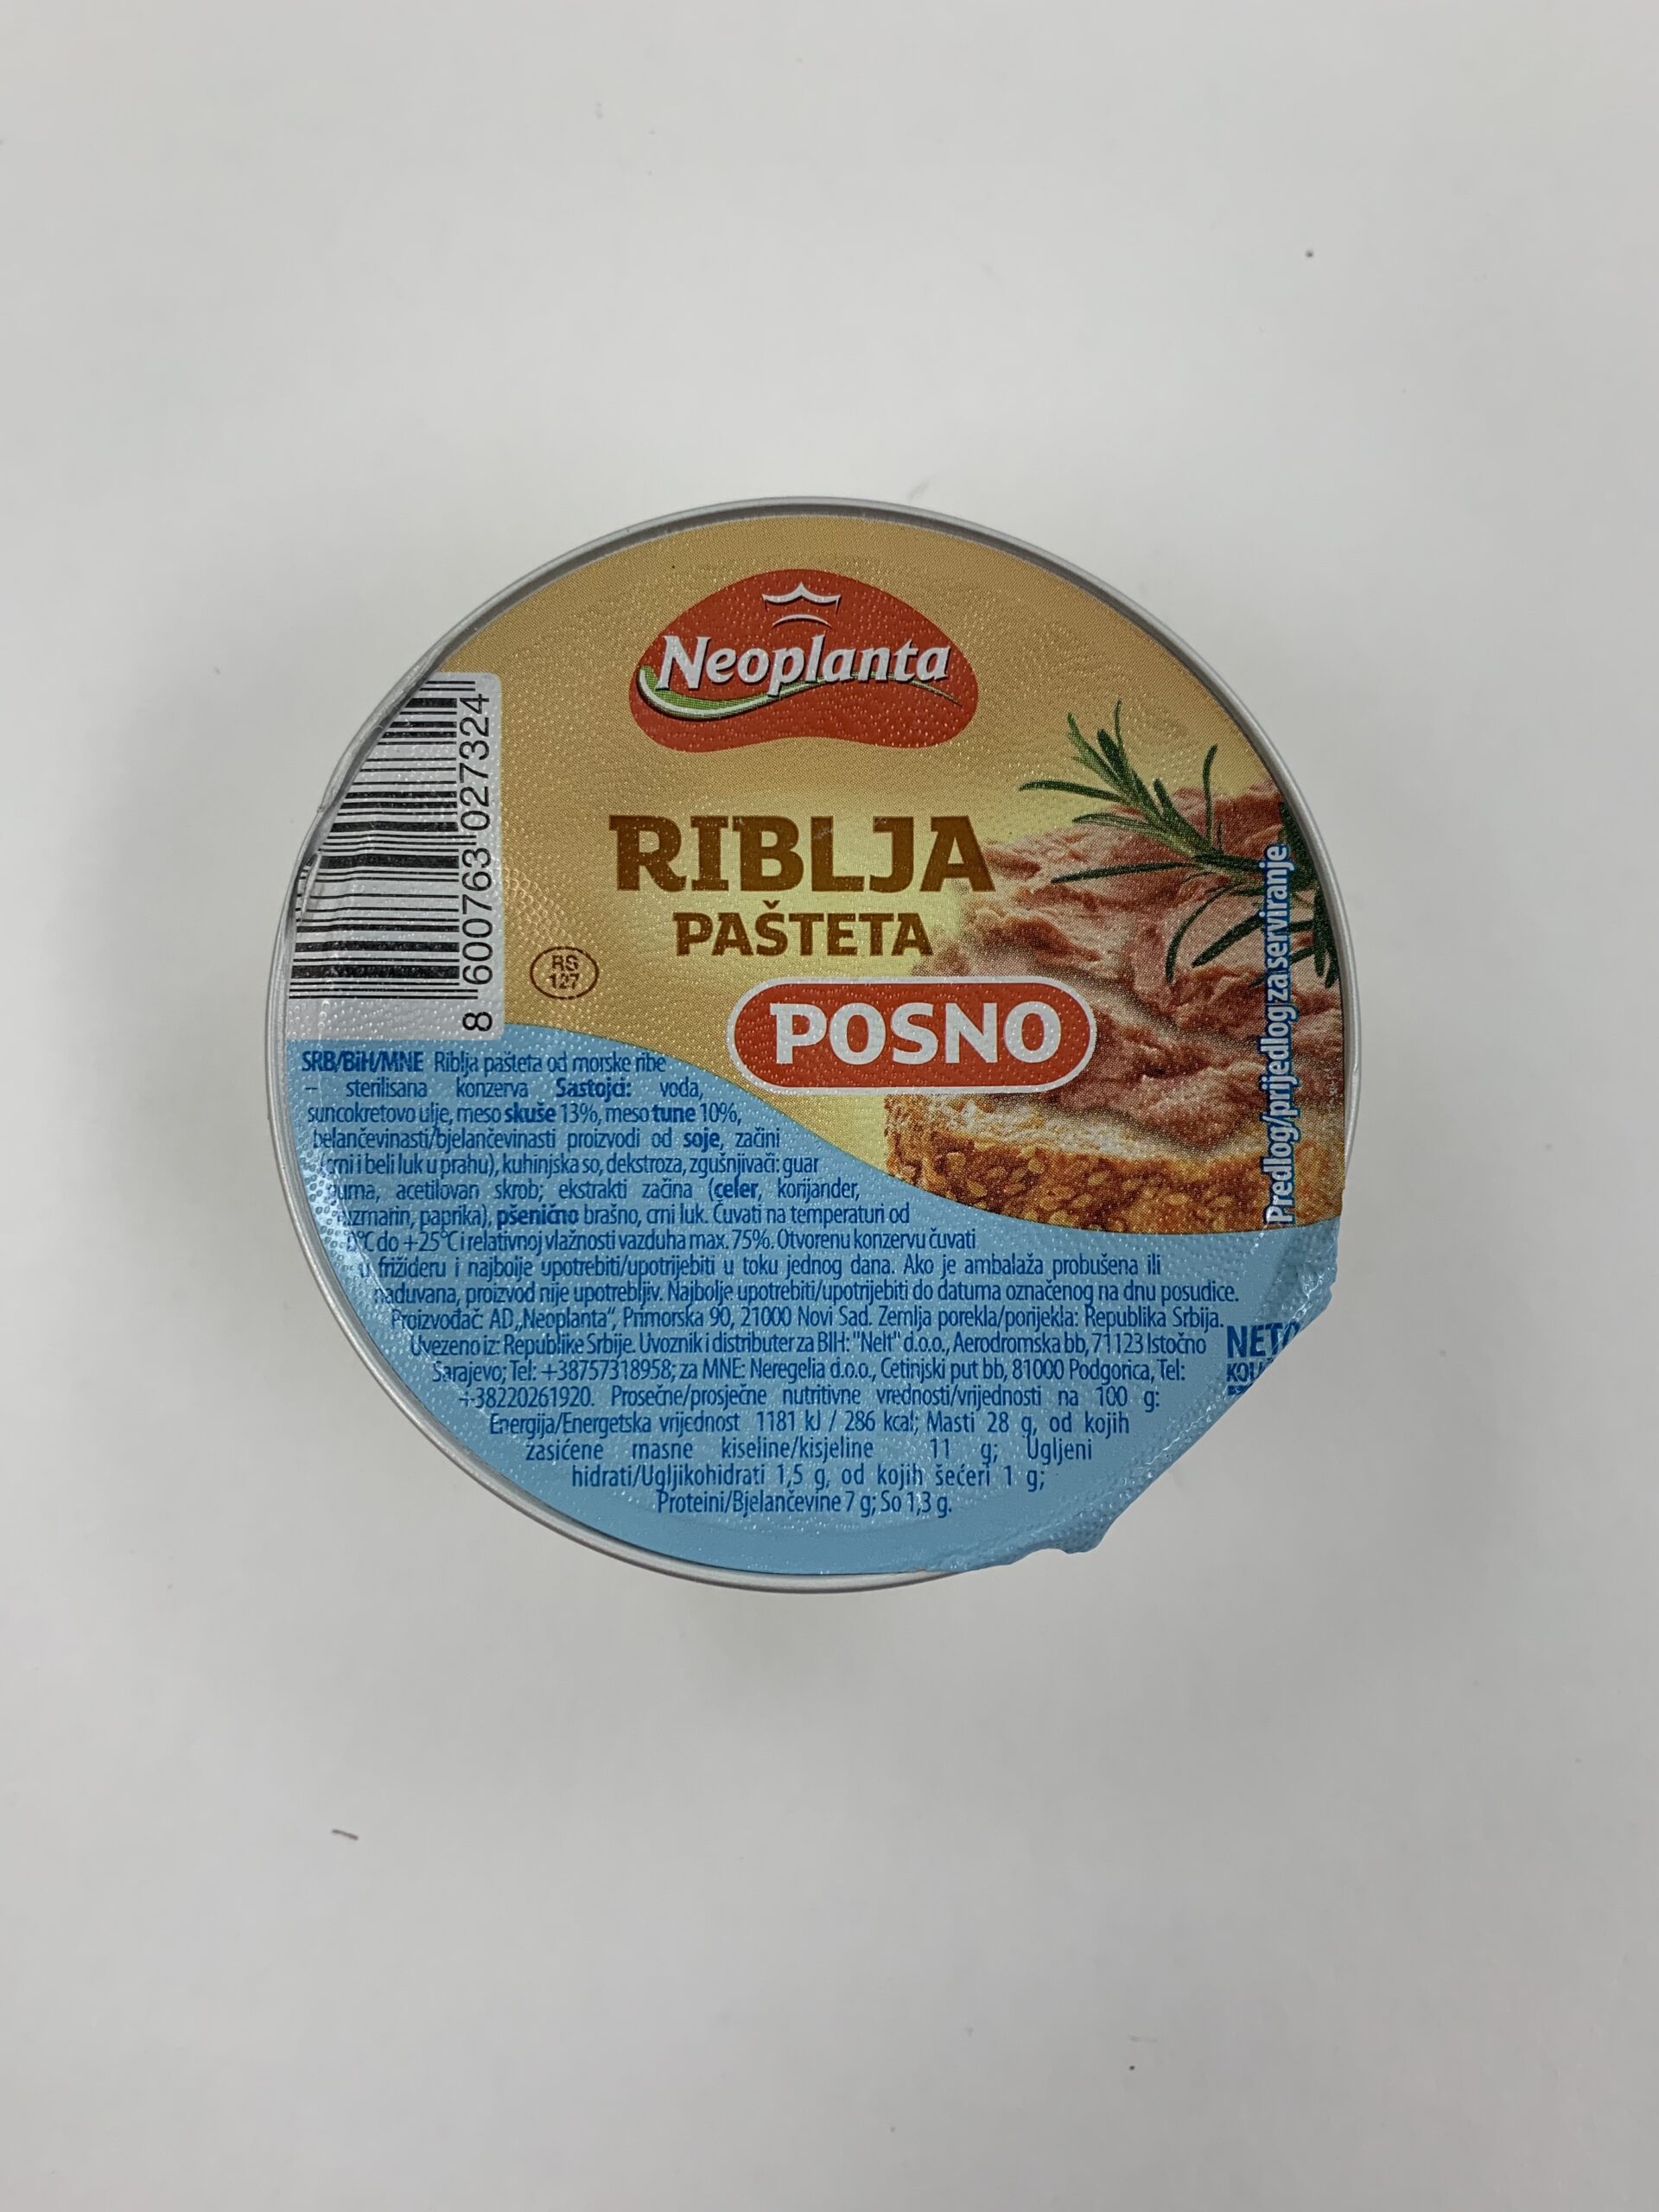 Neoplanta
RIBLJA
PAŠTETA
POSNO
RS
127
8 600763 027324
Predlog/prijedlog za serviranje
SRB/BiH/MNE Riblja pašteta od morske ribe
– sterilisana konzerva Sastojci: voda,
suncokretovo ulje, meso skuše 13%, meso tune 10%,
belančevinasti/bjelančevinasti proizvodi od soje, začini
(crni i beli luk u prahu), kuhinjska so, dekstroza, zgušnjivači: guar
guma, acetilovan skrob; ekstrakti začina (celer, korijander,
ruzmarin, paprika), pšenično brašno, crni luk. Čuvati na temperaturi od
0°C do +25°C i relativnoj vlažnosti vazduha max. 75%. Otvorenu konzervu čuvati
u frižideru i najbolje upotrebiti/upotrijebiti u toku jednog dana. Ako je ambalaža probušena ili
naduvana, proizvod nije upotrebljiv. Najbolje upotrebiti/upotrijebiti do datuma označenog na dnu posudice.
Proizvođač: AD „Neoplanta“, Primorska 90, 21000 Novi Sad. Zemlja porekla/porijekla: Republika Srbija.
Uvezeno iz: Republike Srbije. Uvoznik i distributer za BIH: "Nelt" d.o.o., Aerodromska bb, 71123 Istočno
Sarajevo; Tel: +38757318958; za MNE: Neregelia d.o.o., Cetinjski put bb, 81000 Podgorica, Tel:
+38220261920. Prosečne/prosječne nutritivne vrednosti/vrijednosti na 100 g:
Energija/Energetska vrijednost 1181 kJ / 286 kcal; Masti 28 g, od kojih
zasićene masne kiseline/kisjeline 11 g; Ugljeni
hidrati/Ugljikohidrati 1,5 g, od kojih šećeri 1 g;
Proteini/Bjelančevine 7 g; So 1,3 g.
NETO